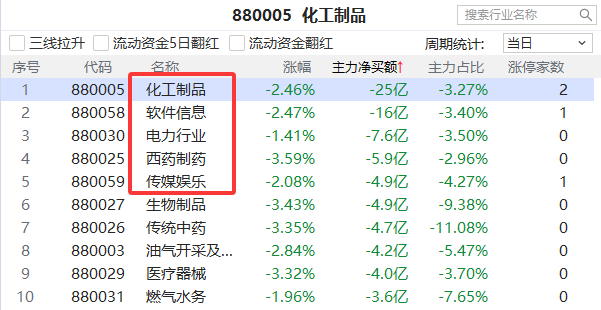 880005 化工制品
搜索行业名称
三线拉升 流动资金5日翻红 流动资金翻红 周期统计: 当日
序号 代码 名称 涨幅 主力净买额↑ 主力占比 涨停家数
1 880005 化工制品 -2.46% -25亿 -3.27% 2
2 880058 软件信息 -2.47% -16亿 -3.40% 1
3 880030 电力行业 -1.41% -7.6亿 -3.50% 0
4 880025 西药制药 -3.59% -5.9亿 -2.96% 0
5 880059 传媒娱乐 -2.08% -4.9亿 -4.27% 1
6 880027 生物制品 -3.43% -4.9亿 -9.38% 0
7 880026 传统中药 -3.35% -4.7亿 -11.08% 0
8 880003 油气开采及... -2.84% -4.2亿 -5.47% 0
9 880029 医疗器械 -3.32% -4.0亿 -3.70% 0
10 880031 燃气水务 -1.96% -3.6亿 -7.65% 0